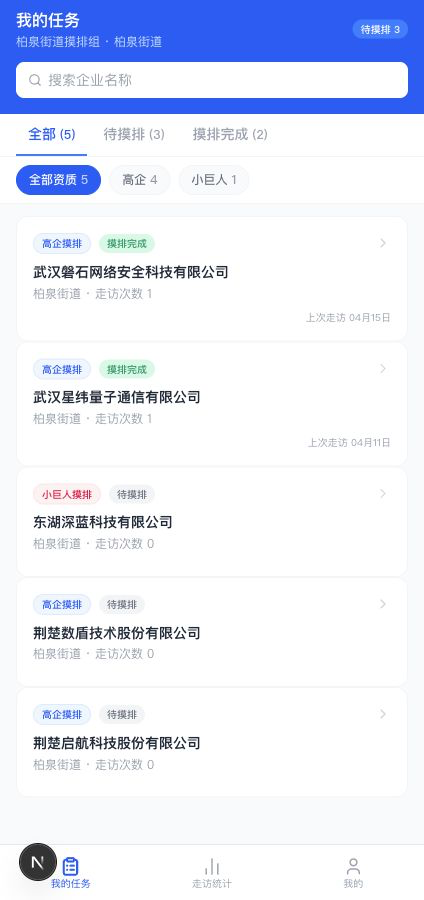 我的任务
柏泉街道摸排组 · 柏泉街道
待摸排 3
搜索企业名称
全部 (5) 待摸排 (3) 摸排完成 (2)
全部资质 5 高企 4 小巨人 1
高企摸排 摸排完成
武汉磐石网络安全科技有限公司
柏泉街道 · 走访次数 1
上次走访 04月15日
高企摸排 摸排完成
武汉星纬量子通信有限公司
柏泉街道 · 走访次数 1
上次走访 04月11日
小巨人摸排 待摸排
东湖深蓝科技有限公司
柏泉街道 · 走访次数 0
高企摸排 待摸排
荆楚数盾技术股份有限公司
柏泉街道 · 走访次数 0
高企摸排 待摸排
荆楚启航科技股份有限公司
柏泉街道 · 走访次数 0
N
我的任务 走访统计 我的